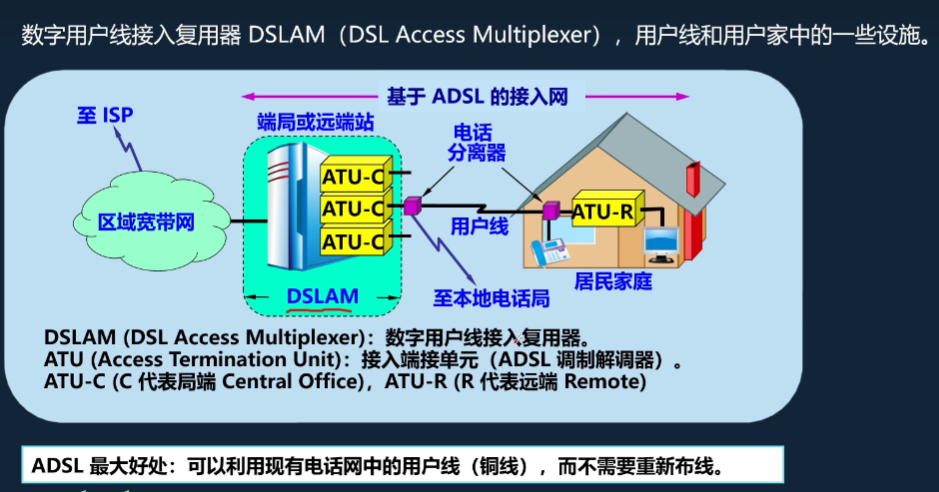 数字用户线接入复用器 DSLAM（DSL Access Multiplexer），用户线和用户家中的一些设施。
基于 ADSL 的接入网
至 ISP
端局或远端站
电话
分离器
ATU-C
ATU-C
ATU-C
区域宽带网
用户线
ATU-R
居民家庭
DSLAM
至本地电话局
DSLAM (DSL Access Multiplexer)：数字用户线接入复用器。
ATU (Access Termination Unit)：接入端接单元（ADSL 调制解调器）。
ATU-C (C 代表局端 Central Office)，ATU-R (R 代表远端 Remote)
ADSL 最大好处：可以利用现有电话网中的用户线（铜线），而不需要重新布线。